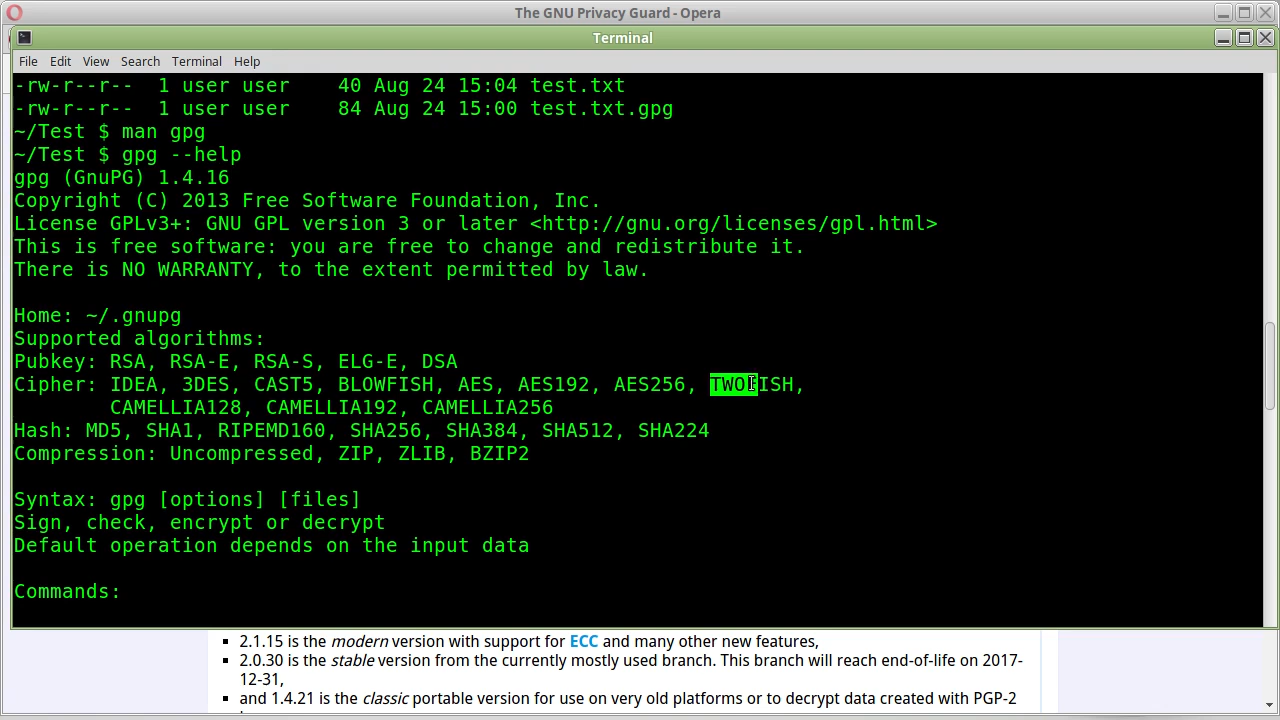 The GNU Privacy Guard - Opera
Terminal
File Edit View Search Terminal Help
-rw-r--r--  1 user user    40 Aug 24 15:04 test.txt
-rw-r--r--  1 user user    84 Aug 24 15:00 test.txt.gpg
~/Test $ man gpg
~/Test $ gpg --help
gpg (GnuPG) 1.4.16
Copyright (C) 2013 Free Software Foundation, Inc.
License GPLv3+: GNU GPL version 3 or later <http://gnu.org/licenses/gpl.html>
This is free software: you are free to change and redistribute it.
There is NO WARRANTY, to the extent permitted by law.
Home: ~/.gnupg
Supported algorithms:
Pubkey: RSA, RSA-E, RSA-S, ELG-E, DSA
Cipher: IDEA, 3DES, CAST5, BLOWFISH, AES, AES192, AES256, TWOFISH,
        CAMELLIA128, CAMELLIA192, CAMELLIA256
Hash: MD5, SHA1, RIPEMD160, SHA256, SHA384, SHA512, SHA224
Compression: Uncompressed, ZIP, ZLIB, BZIP2
Syntax: gpg [options] [files]
Sign, check, encrypt or decrypt
Default operation depends on the input data
Commands:
▪ 2.1.15 is the modern version with support for ECC and many other new features,
▪ 2.0.30 is the stable version from the currently mostly used branch. This branch will reach end-of-life on 2017-
12-31,
▪ and 1.4.21 is the classic portable version for use on very old platforms or to decrypt data created with PGP-2